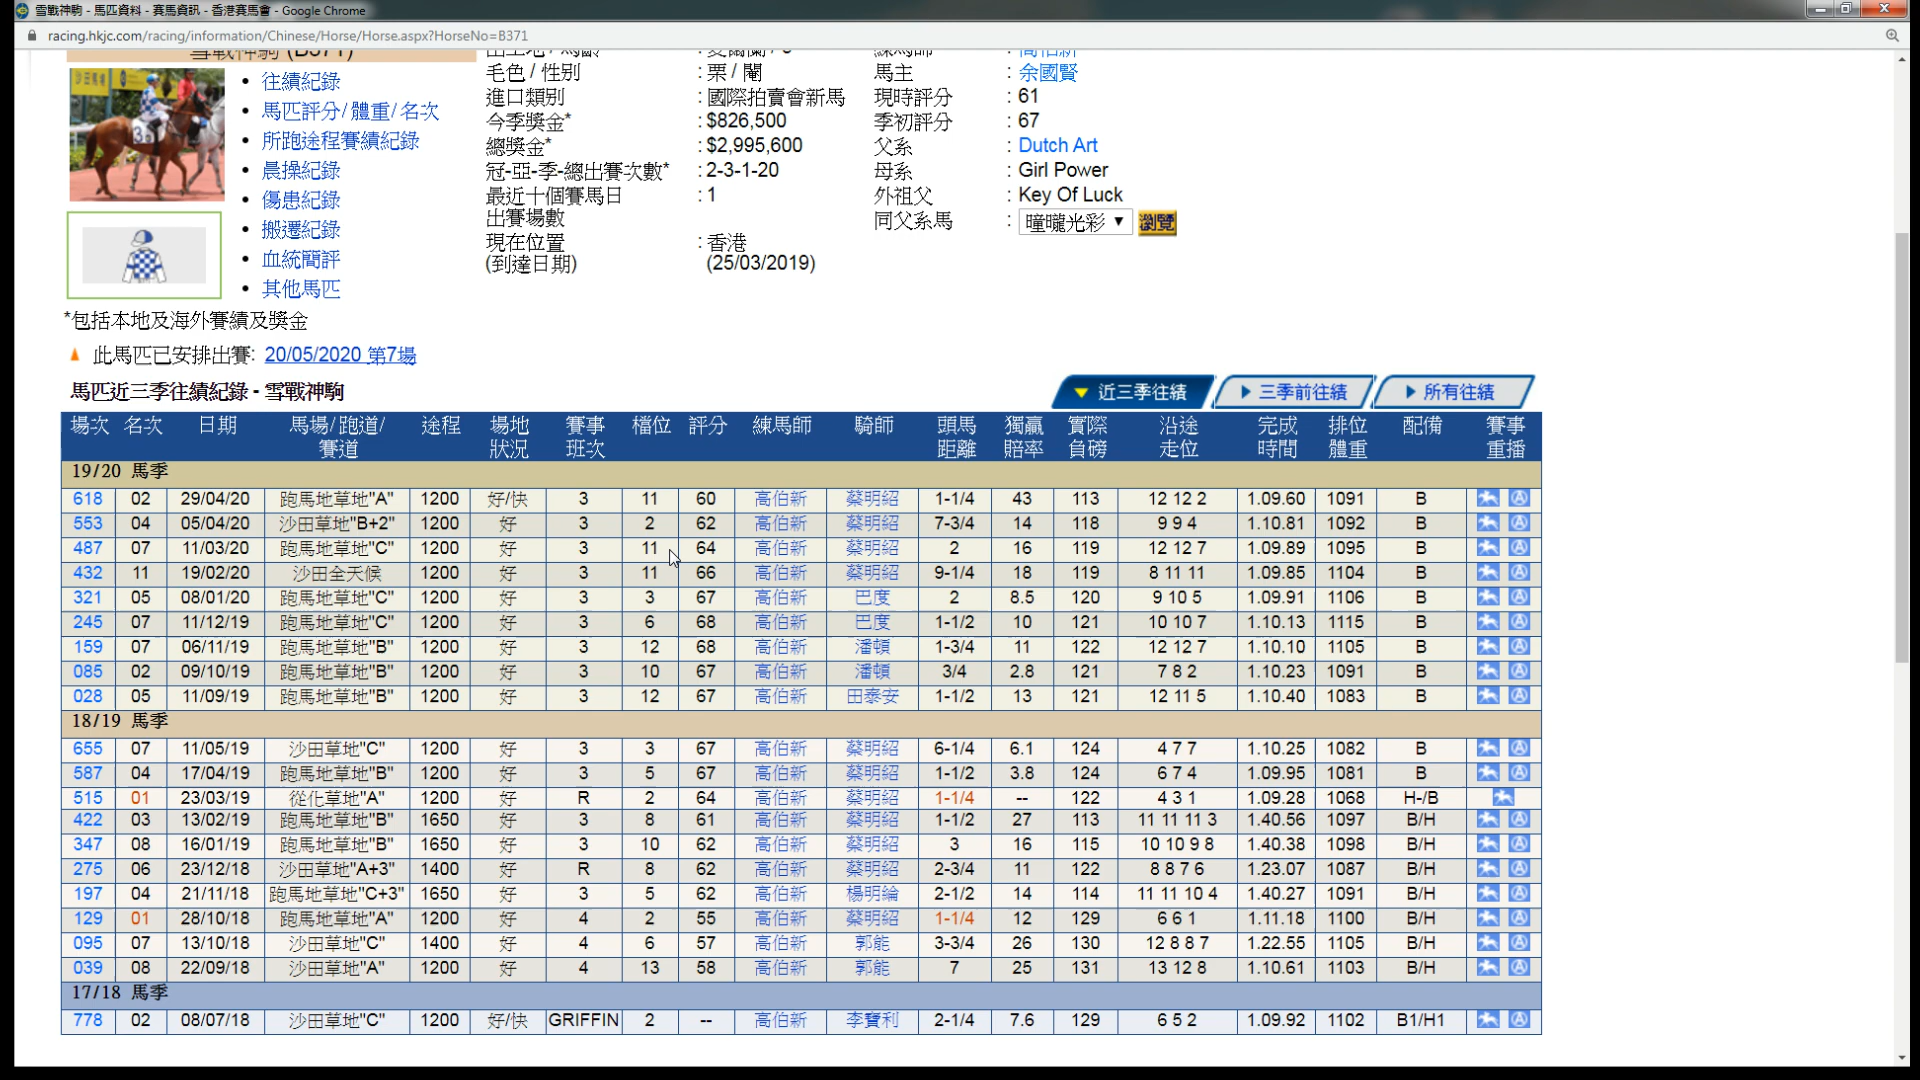 雪戰神駒 - 馬匹資料 - 賽馬資訊 - 香港賽馬會 - Google Chrome
racing.hkjc.com/racing/information/Chinese/Horse/Horse.aspx?HorseNo=B371
雪戰神駒 (B371)
往績紀錄
馬匹評分/體重/名次
所跑途程賽績紀錄
晨操紀錄
傷患紀錄
搬遷紀錄
血統簡評
其他馬匹
出生地 / 馬齡 : 愛爾蘭 / 5
毛色 / 性別 : 栗 / 閹
進口類別 : 國際拍賣會新馬
今季獎金* : $826,500
總獎金* : $2,995,600
冠-亞-季-總出賽次數* : 2-3-1-20
最近十個賽馬日 : 1
出賽場數
現在位置 : 香港
(到達日期) (25/03/2019)
練馬師 : 高伯新
馬主 : 余國賢
現時評分 : 61
季初評分 : 67
父系 : Dutch Art
母系 : Girl Power
外祖父 : Key Of Luck
同父系馬 : 曈曨光彩 瀏覽
*包括本地及海外賽績及獎金
此馬匹已安排出賽: 20/05/2020 第7場
馬匹近三季往績紀錄 - 雪戰神駒
近三季往績 三季前往績 所有往績
場次 名次 日期 馬場/跑道/賽道 途程 場地狀況 賽事班次 檔位 評分 練馬師 騎師 頭馬距離 獨贏賠率 實際負磅 沿途走位 完成時間 排位體重 配備 賽事重播
19/20 馬季
618 02 29/04/20 跑馬地草地"A" 1200 好/快 3 11 60 高伯新 蔡明紹 1-1/4 43 113 12 12 2 1.09.60 1091 B
553 04 05/04/20 沙田草地"B+2" 1200 好 3 2 62 高伯新 蔡明紹 7-3/4 14 118 9 9 4 1.10.81 1092 B
487 07 11/03/20 跑馬地草地"C" 1200 好 3 11 64 高伯新 蔡明紹 2 16 119 12 12 7 1.09.89 1095 B
432 11 19/02/20 沙田全天候 1200 好 3 11 66 高伯新 蔡明紹 9-1/4 18 119 8 11 11 1.09.85 1104 B
321 05 08/01/20 跑馬地草地"C" 1200 好 3 3 67 高伯新 巴度 2 8.5 120 9 10 5 1.09.91 1106 B
245 07 11/12/19 跑馬地草地"C" 1200 好 3 6 68 高伯新 巴度 1-1/2 10 121 10 10 7 1.10.13 1115 B
159 07 06/11/19 跑馬地草地"B" 1200 好 3 12 68 高伯新 潘頓 1-3/4 11 122 12 12 7 1.10.10 1105 B
085 02 09/10/19 跑馬地草地"B" 1200 好 3 10 67 高伯新 潘頓 3/4 2.8 121 7 8 2 1.10.23 1091 B
028 05 11/09/19 跑馬地草地"B" 1200 好 3 12 67 高伯新 田泰安 1-1/2 13 121 12 11 5 1.10.40 1083 B
18/19 馬季
655 07 11/05/19 沙田草地"C" 1200 好 3 3 67 高伯新 蔡明紹 6-1/4 6.1 124 4 7 7 1.10.25 1082 B
587 04 17/04/19 跑馬地草地"B" 1200 好 3 5 67 高伯新 蔡明紹 1-1/2 3.8 124 6 7 4 1.09.95 1081 B
515 01 23/03/19 從化草地"A" 1200 好 R 2 64 高伯新 蔡明紹 1-1/4 -- 122 4 3 1 1.09.28 1068 H-/B
422 03 13/02/19 跑馬地草地"B" 1650 好 3 8 61 高伯新 蔡明紹 1-1/2 27 113 11 11 11 3 1.40.56 1097 B/H
347 08 16/01/19 跑馬地草地"B" 1650 好 3 10 62 高伯新 蔡明紹 3 16 115 10 10 9 8 1.40.38 1098 B/H
275 06 23/12/18 沙田草地"A+3" 1400 好 R 8 62 高伯新 蔡明紹 2-3/4 11 122 8 8 7 6 1.23.07 1087 B/H
197 04 21/11/18 跑馬地草地"C+3" 1650 好 3 5 62 高伯新 楊明綸 2-1/2 14 114 11 11 10 4 1.40.27 1091 B/H
129 01 28/10/18 跑馬地草地"A" 1200 好 4 2 55 高伯新 蔡明紹 1-1/4 12 129 6 6 1 1.11.18 1100 B/H
095 07 13/10/18 沙田草地"C" 1400 好 4 6 57 高伯新 郭能 3-3/4 26 130 12 8 8 7 1.22.55 1105 B/H
039 08 22/09/18 沙田草地"A" 1200 好 4 13 58 高伯新 郭能 7 25 131 13 12 8 1.10.61 1103 B/H
17/18 馬季
778 02 08/07/18 沙田草地"C" 1200 好/快 GRIFFIN 2 -- 高伯新 李寶利 2-1/4 7.6 129 6 5 2 1.09.92 1102 B1/H1